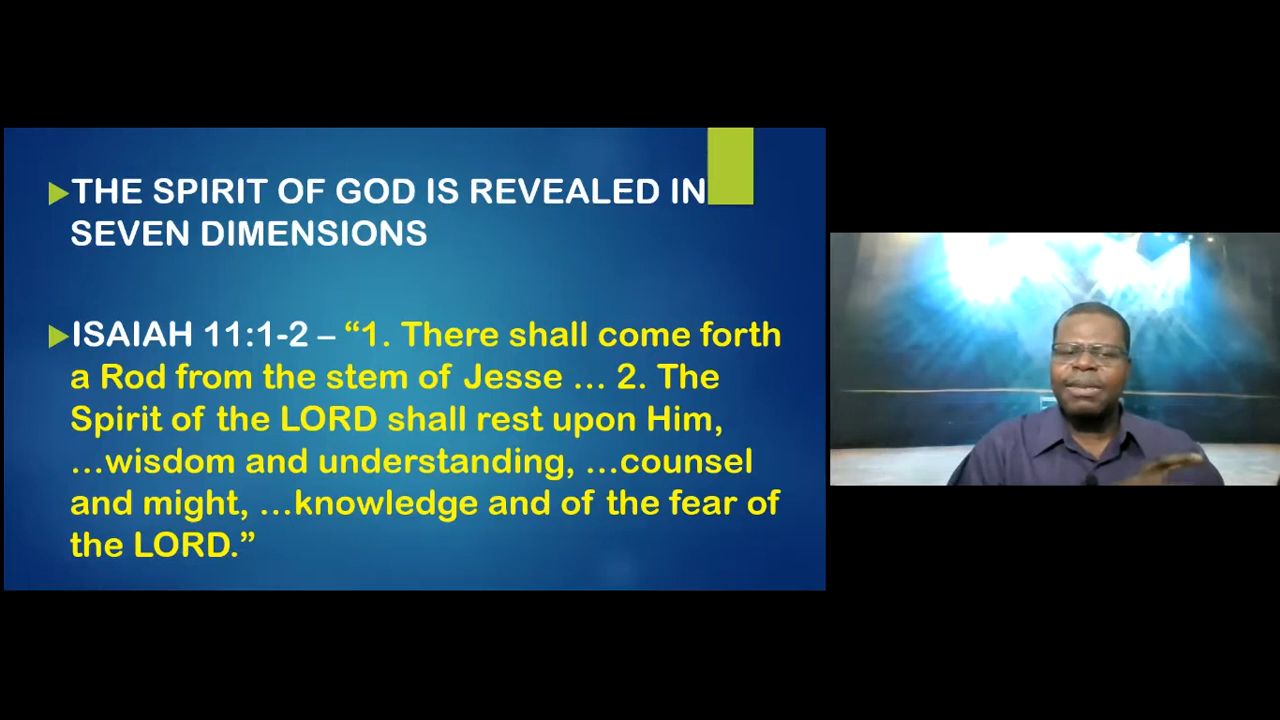 THE SPIRIT OF GOD IS REVEALED IN
SEVEN DIMENSIONS
ISAIAH 11:1-2 – “1. There shall come forth
a Rod from the stem of Jesse … 2. The
Spirit of the LORD shall rest upon Him,
…wisdom and understanding, …counsel
and might, …knowledge and of the fear of
the LORD.”